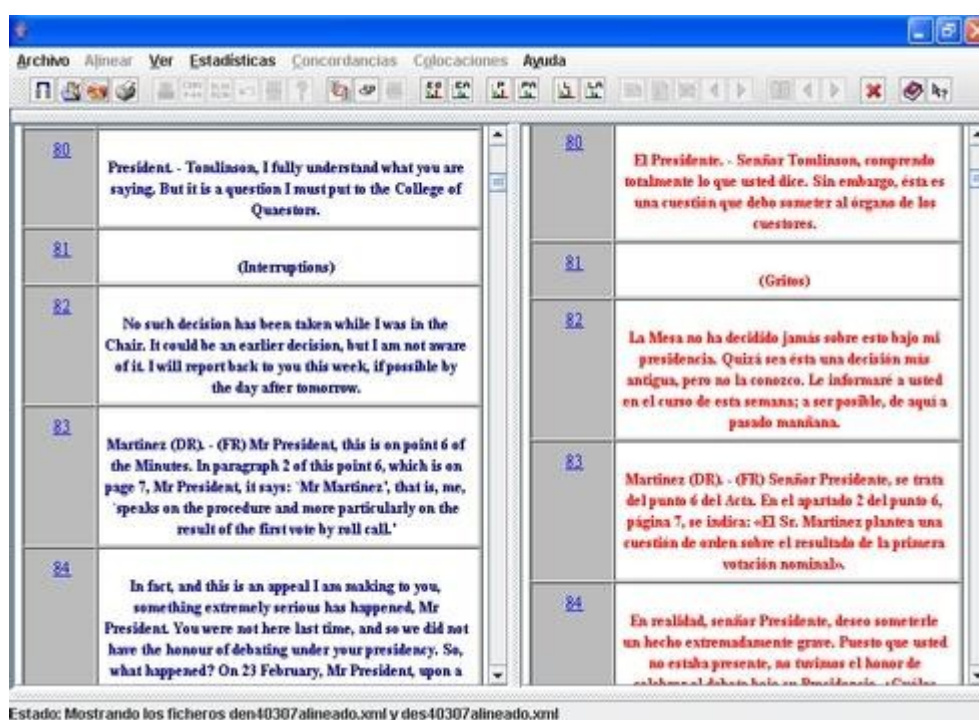 Archivo Alinear Ver Estadísticas Concordancias Colocaciones Ayuda
80
President. - Tomlinson, I fully understand what you are
saying. But it is a question I must put to the College of
Quaestors.
81
(Interruptions)
82
No such decision has been taken while I was in the
Chair. It could be an earlier decision, but I am not aware
of it. I will report back to you this week, if possible by
the day after tomorrow.
83
Martinez (DR). - (FR) Mr President, this is on point 6 of
the Minutes. In paragraph 2 of this point 6, which is on
page 7, Mr President, it says: `Mr Martinez', that is, me,
`speaks on the procedure and more particularly on the
result of the first vote by roll call.'
84
In fact, and this is an appeal I am making to you,
something extremely serious has happened, Mr
President. You were not here last time, and so we did not
have the honour of debating under your presidency. So,
what happened? On 23 February, Mr President, upon a
80
El Presidente. - Señor Tomlinson, comprendo
totalmente lo que usted dice. Sin embargo, ésta es
una cuestión que debo someter al órgano de los
cuestores.
81
(Gritos)
82
La Mesa no ha decidido jamás sobre esto bajo mi
presidencia. Quizá sea ésta una decisión más
antigua, pero no la conozco. Le informaré a usted
en el curso de esta semana; a ser posible, de aquí a
pasado manñana.
83
Martinez (DR). - (FR) Señor Presidente, se trata
del punto 6 del Acta. En el apartado 2 del punto 6,
página 7, se indica: «El Sr. Martinez plantea una
cuestión de orden sobre el resultado de la primera
votación nominal».
84
En realidad, señor Presidente, deseo someterle
un hecho extremadamente grave. Puesto que usted
no estaba presente, no tuvimos el honor de
celebrar el debate bajo su Presidencia. ¿Cuáles
Estado: Mostrando los ficheros den40307alineado.xml y des40307alineado.xml